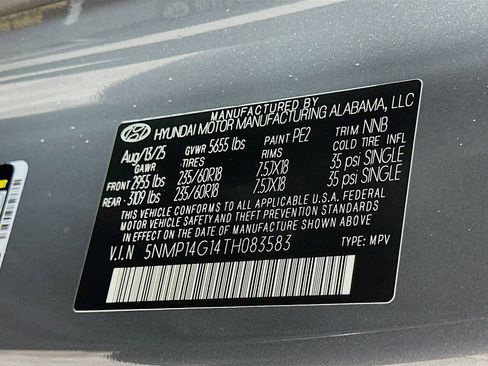 MANUFACTURED BY
HYUNDAI MOTOR MANUFACTURING ALABAMA, LLC
Aug/13/25 GVWR 5655 lbs PAINT PE2 TRIM NNB
GAWR TIRES RIMS COLD TIRE INFL
FRONT 2955 lbs 235/60R18 7.5JX18 35 psi SINGLE
REAR 3109 lbs 235/60R18 7.5JX18 35 psi SINGLE
THIS VEHICLE CONFORMS TO ALL APPLICABLE U.S.A. FEDERAL
MOTOR VEHICLE SAFETY AND THEFT PREVENTION STANDARDS IN
EFFECT ON THE DATE OF MANUFACTURE SHOWN ABOVE.
V.I.N 5NMP14G14TH083583 TYPE: MPV